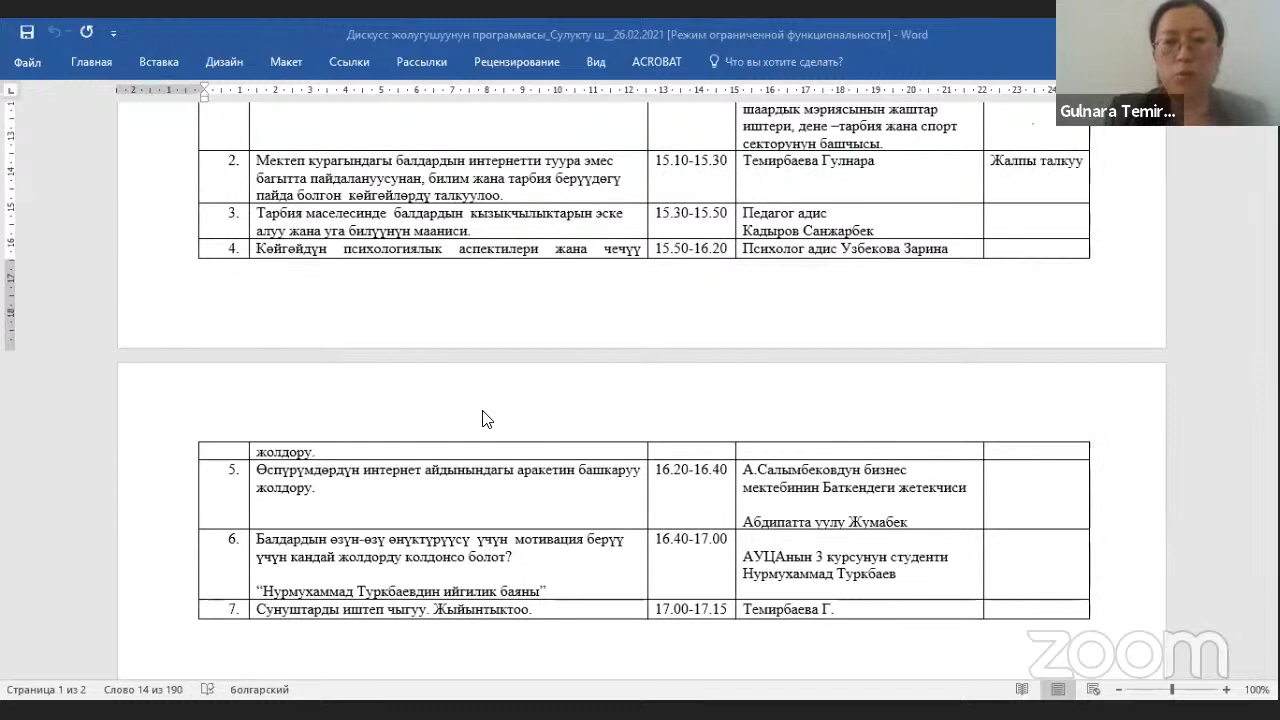 Дискусс жолугушуунун программасы_Сулукту ш__26.02.2021 [Режим ограниченной функциональности] - Word
Файл Главная Вставка Дизайн Макет Ссылки Рассылки Рецензирование Вид ACROBAT Что вы хотите сделать?
Gulnara Temir...
шаардык мэриясынын жаштар
иштери, дене –тарбия жана спорт
секторунун башчысы.
2. Мектеп курагындагы балдардын интернетти туура эмес 15.10-15.30 Темирбаева Гулнара Жалпы талкуу
багытта пайдалануусунан, билим жана тарбия берүүдөгү
пайда болгон көйгөйлөрдү талкуулоо.
3. Тарбия маселесинде балдардын кызыкчылыктарын эске 15.30-15.50 Педагог адис
алуу жана уга билүүнүн мааниси. Кадыров Санжарбек
4. Көйгөйдүн психологиялык аспектилери жана чечүү 15.50-16.20 Психолог адис Узбекова Зарина
жолдору.
5. Өспүрүмдөрдүн интернет айдынындагы аракетин башкаруу 16.20-16.40 А.Салымбековдун бизнес
жолдору. мектебинин Баткендеги жетекчиси
Абдипатта уулу Жумабек
6. Балдардын өзүн-өзү өнүктүрүүсү үчүн мотивация берүү 16.40-17.00
үчүн кандай жолдорду колдонсо болот? АУЦАнын 3 курсунун студенти
Нурмухаммад Туркбаев
“Нурмухаммад Туркбаевдин ийгилик баяны”
7. Сунуштарды иштеп чыгуу. Жыйынтыктоо. 17.00-17.15 Темирбаева Г.
zoom
Страница 1 из 2 Слово 14 из 190 болгарский 100%